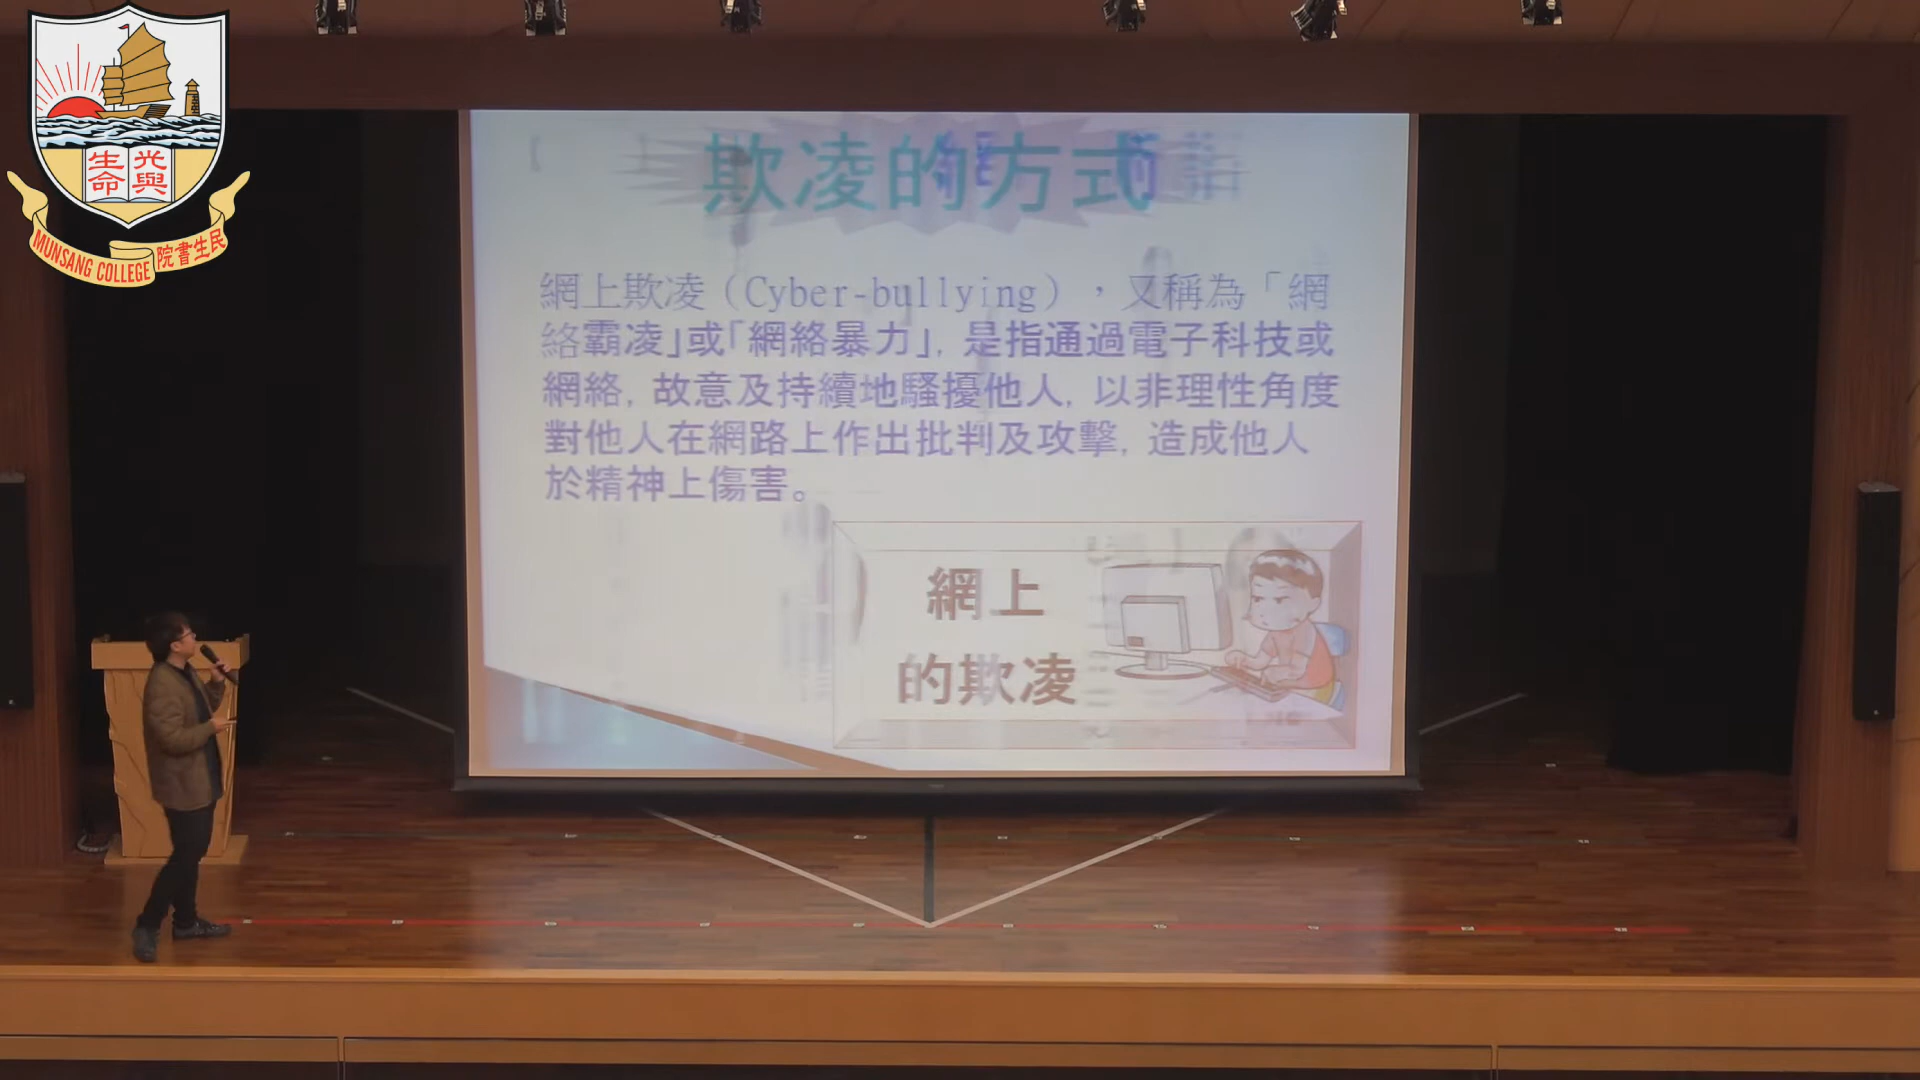 光興
生命
MUNSANG COLLEGE 民生書院
欺凌的方式
網上欺凌（Cyber-bullying），又稱為「網
絡霸凌」或「網絡暴力」，是指通過電子科技或
網絡，故意及持續地騷擾他人，以非理性角度
對他人在網路上作出批判及攻擊，造成他人
於精神上傷害。
網上
的欺凌